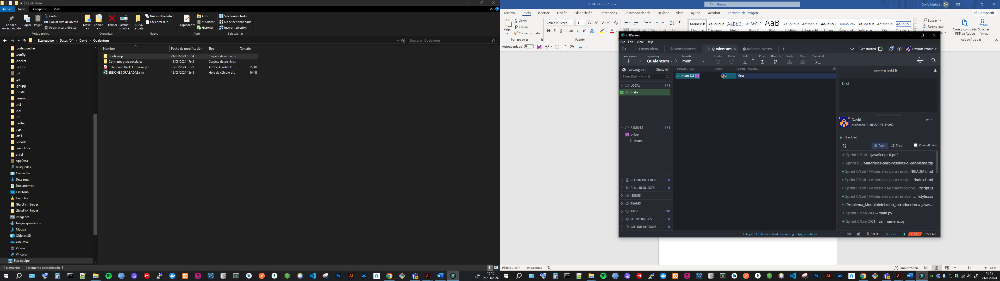 Qualentum
Archivo Inicio Compartir Vista
Anclar al Acceso rápido
Copiar
Pegar
Cortar
Copiar ruta de acceso
Pegar acceso directo
Portapapeles
Mover a
Copiar a
Eliminar
Cambiar nombre
Organizar
Nueva carpeta
Nuevo elemento
Fácil acceso
Nuevo
Propiedades
Abrir
Modificar
Historial
Abrir
Seleccionar todo
No seleccionar nada
Invertir selección
Seleccionar
Este equipo > Datos (D:) > David > Qualentum
Buscar en Qualentum
Nombre Fecha de modificación Tipo Tamaño
Bootcamp 21/03/2024 16:14 Carpeta de archivos
Contratos y credenciales 11/03/2024 17:42 Carpeta de archivos
Calendario Back 11 marzo.pdf 12/03/2024 16:29 Adobe Acrobat D... 55 KB
SESIONES GRABADAS.xlsx 13/03/2024 18:48 Hoja de cálculo d... 16 KB
.codetogether
.config
.docker
.eclipse
.git
.gk
.gnupg
.gradle
.lemminx
.m2
.nbi
.p2
.redhat
.rsp
.sts4
.vscode
.webclipse
ansel
AppData
Búsquedas
Contactos
Descargas
Documentos
Escritorio
Favoritos
GlassFish_Server
GlassFish_Server1
Imágenes
Juegos guardados
Música
Objetos 3D
OneDrive
Vídeos
Vínculos
Este equipo
4 elementos 1 elemento seleccionado
16:15
21/03/2024
SPRINT 1 -Lab2.docx
Buscar
David Muñoz DM
Archivo Inicio Insertar Diseño Disposición Referencias Correspondencia Revisar Vista Ayuda Acrobat Formato de imagen
Compartir
Pegar
Cortar
Copiar
Copiar formato
Portapapeles
Calibri (Cuerpo) 11
Fuente
¶ Normal
¶ Sin espa...
Título 1
Título 2
Título
Subtítulo
Énfasis sutil
Énfasis
Énfasis int...
Texto en n...
Cita
Cita desta...
Buscar
Reemplazar
Crear y compartir PDF de Adobe
Solicitar firmas
Adobe Acrobat
Autoguardado
GitKraken
File Edit View Help
Focus View Workspaces Qualentum Release Notes
Get started
Default Profile
workspace
repository
Qualentum
branch
main
Undo Redo Pull Push Branch Stash Pop Terminal
Viewing 2/2 Show All
Filter (Ctrl + Alt + f)
LOCAL 1/1
main
REMOTE 1/1
origin
main
CLOUD PATCHES 0
PULL REQUESTS 0
ISSUES
TEAMS
TAGS 0/0
SUBMODULES 0
GITHUB ACTIONS 0
BRANCH / TAG GRAPH COMMIT MESSAGE
main first
commit: bc815f
first
David
authored 21/03/2024 @ 9:52
parent:
32 added
Path Tree
View all files
Sprint 0/Lab 1/JavaScript-0.pdf
Sprint 0.../Materiales-para-resolver-el-problema.zip
Sprint 0/Lab 1/Materiales-para-resol... /README.md
Sprint 0/Lab 1/Materiales-para-resolve.../index.html
Sprint 0/Lab 1/Materiales-para-resolver-e... /script.js
Sprint 0/Lab 1/Materiales-para-resolver-... /style.css
/Problema_ModuloIniciacion_Introduccion-a-Javas...
Sprint 0/Lab 2/00 - main.py
Sprint 0/Lab 2/01 - var_numeric.py
7 days of GitKraken Trial Remaining - Upgrade Now
100%
Support
TRIAL
9.13.0
Página 7 de 7 169 palabras
Concentración
86 %
16:15
21/03/2024